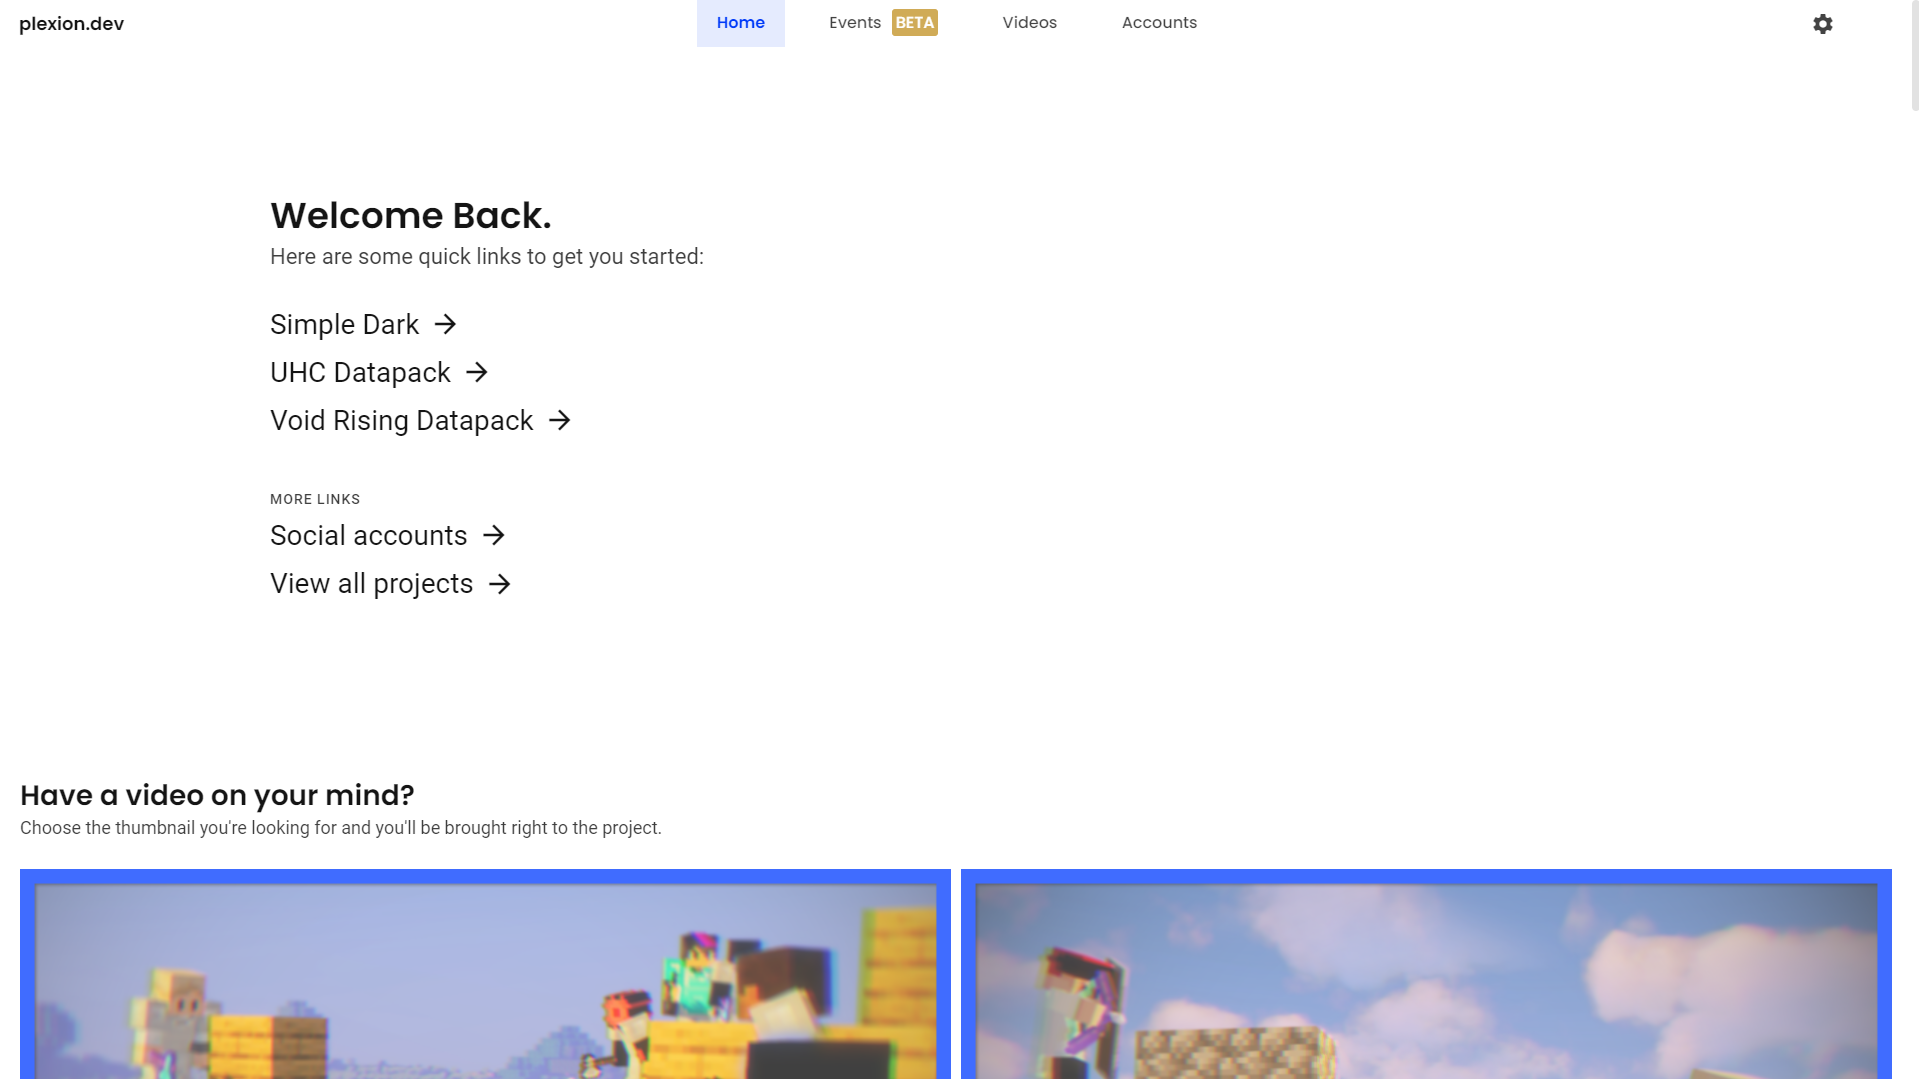 plexion.dev
Home
Events BETA
Videos
Accounts
Welcome Back.
Here are some quick links to get you started:
Simple Dark →
UHC Datapack →
Void Rising Datapack →
MORE LINKS
Social accounts →
View all projects →
Have a video on your mind?
Choose the thumbnail you're looking for and you'll be brought right to the project.